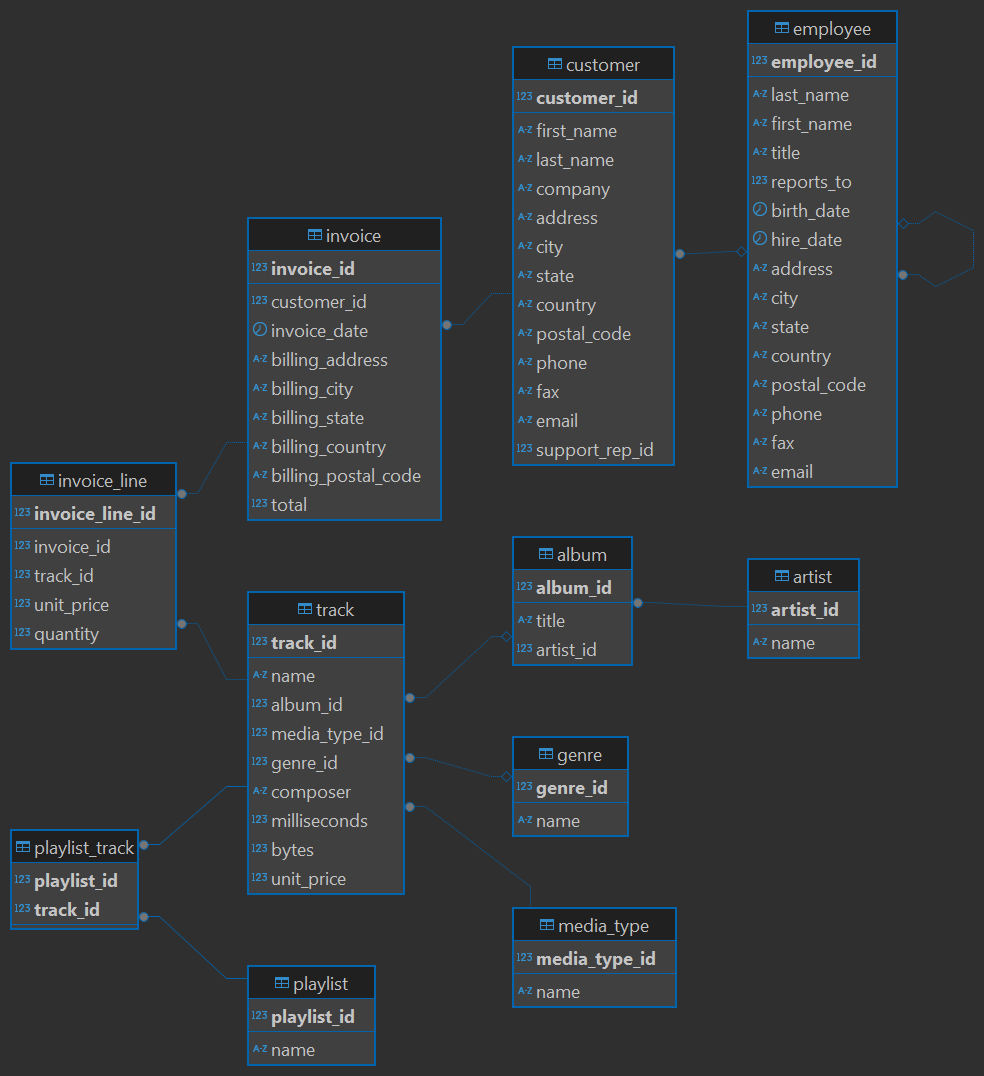 employee
123 employee_id
A-Z last_name
A-Z first_name
A-Z title
123 reports_to
birth_date
hire_date
A-Z address
A-Z city
A-Z state
A-Z country
A-Z postal_code
A-Z phone
A-Z fax
A-Z email
customer
123 customer_id
A-Z first_name
A-Z last_name
A-Z company
A-Z address
A-Z city
A-Z state
A-Z country
A-Z postal_code
A-Z phone
A-Z fax
A-Z email
123 support_rep_id
invoice
123 invoice_id
123 customer_id
invoice_date
A-Z billing_address
A-Z billing_city
A-Z billing_state
A-Z billing_country
A-Z billing_postal_code
123 total
invoice_line
123 invoice_line_id
123 invoice_id
123 track_id
123 unit_price
123 quantity
album
123 album_id
A-Z title
123 artist_id
artist
123 artist_id
A-Z name
track
123 track_id
A-Z name
123 album_id
123 media_type_id
123 genre_id
A-Z composer
123 milliseconds
123 bytes
123 unit_price
genre
123 genre_id
A-Z name
playlist_track
123 playlist_id
123 track_id
media_type
123 media_type_id
A-Z name
playlist
123 playlist_id
A-Z name